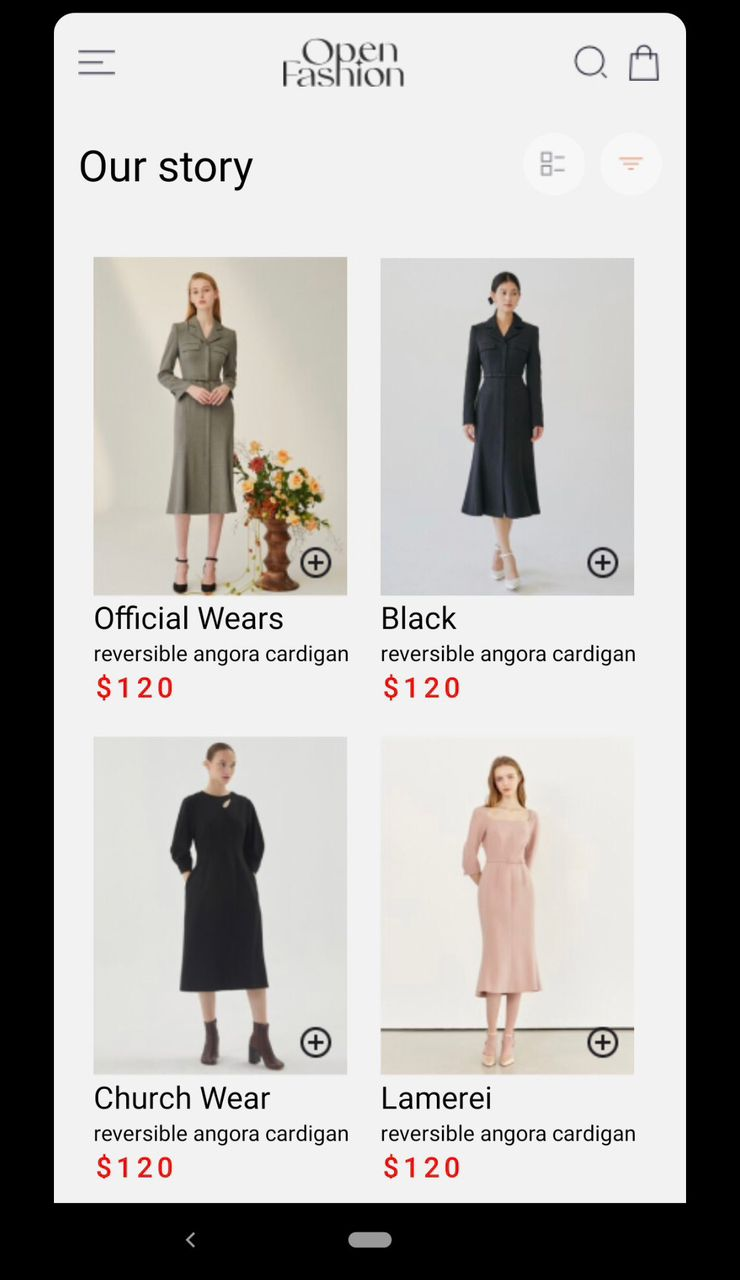 Open
Fashion
Our story
Official Wears
reversible angora cardigan
$120
Black
reversible angora cardigan
$120
Church Wear
reversible angora cardigan
$120
Lamerei
reversible angora cardigan
$120